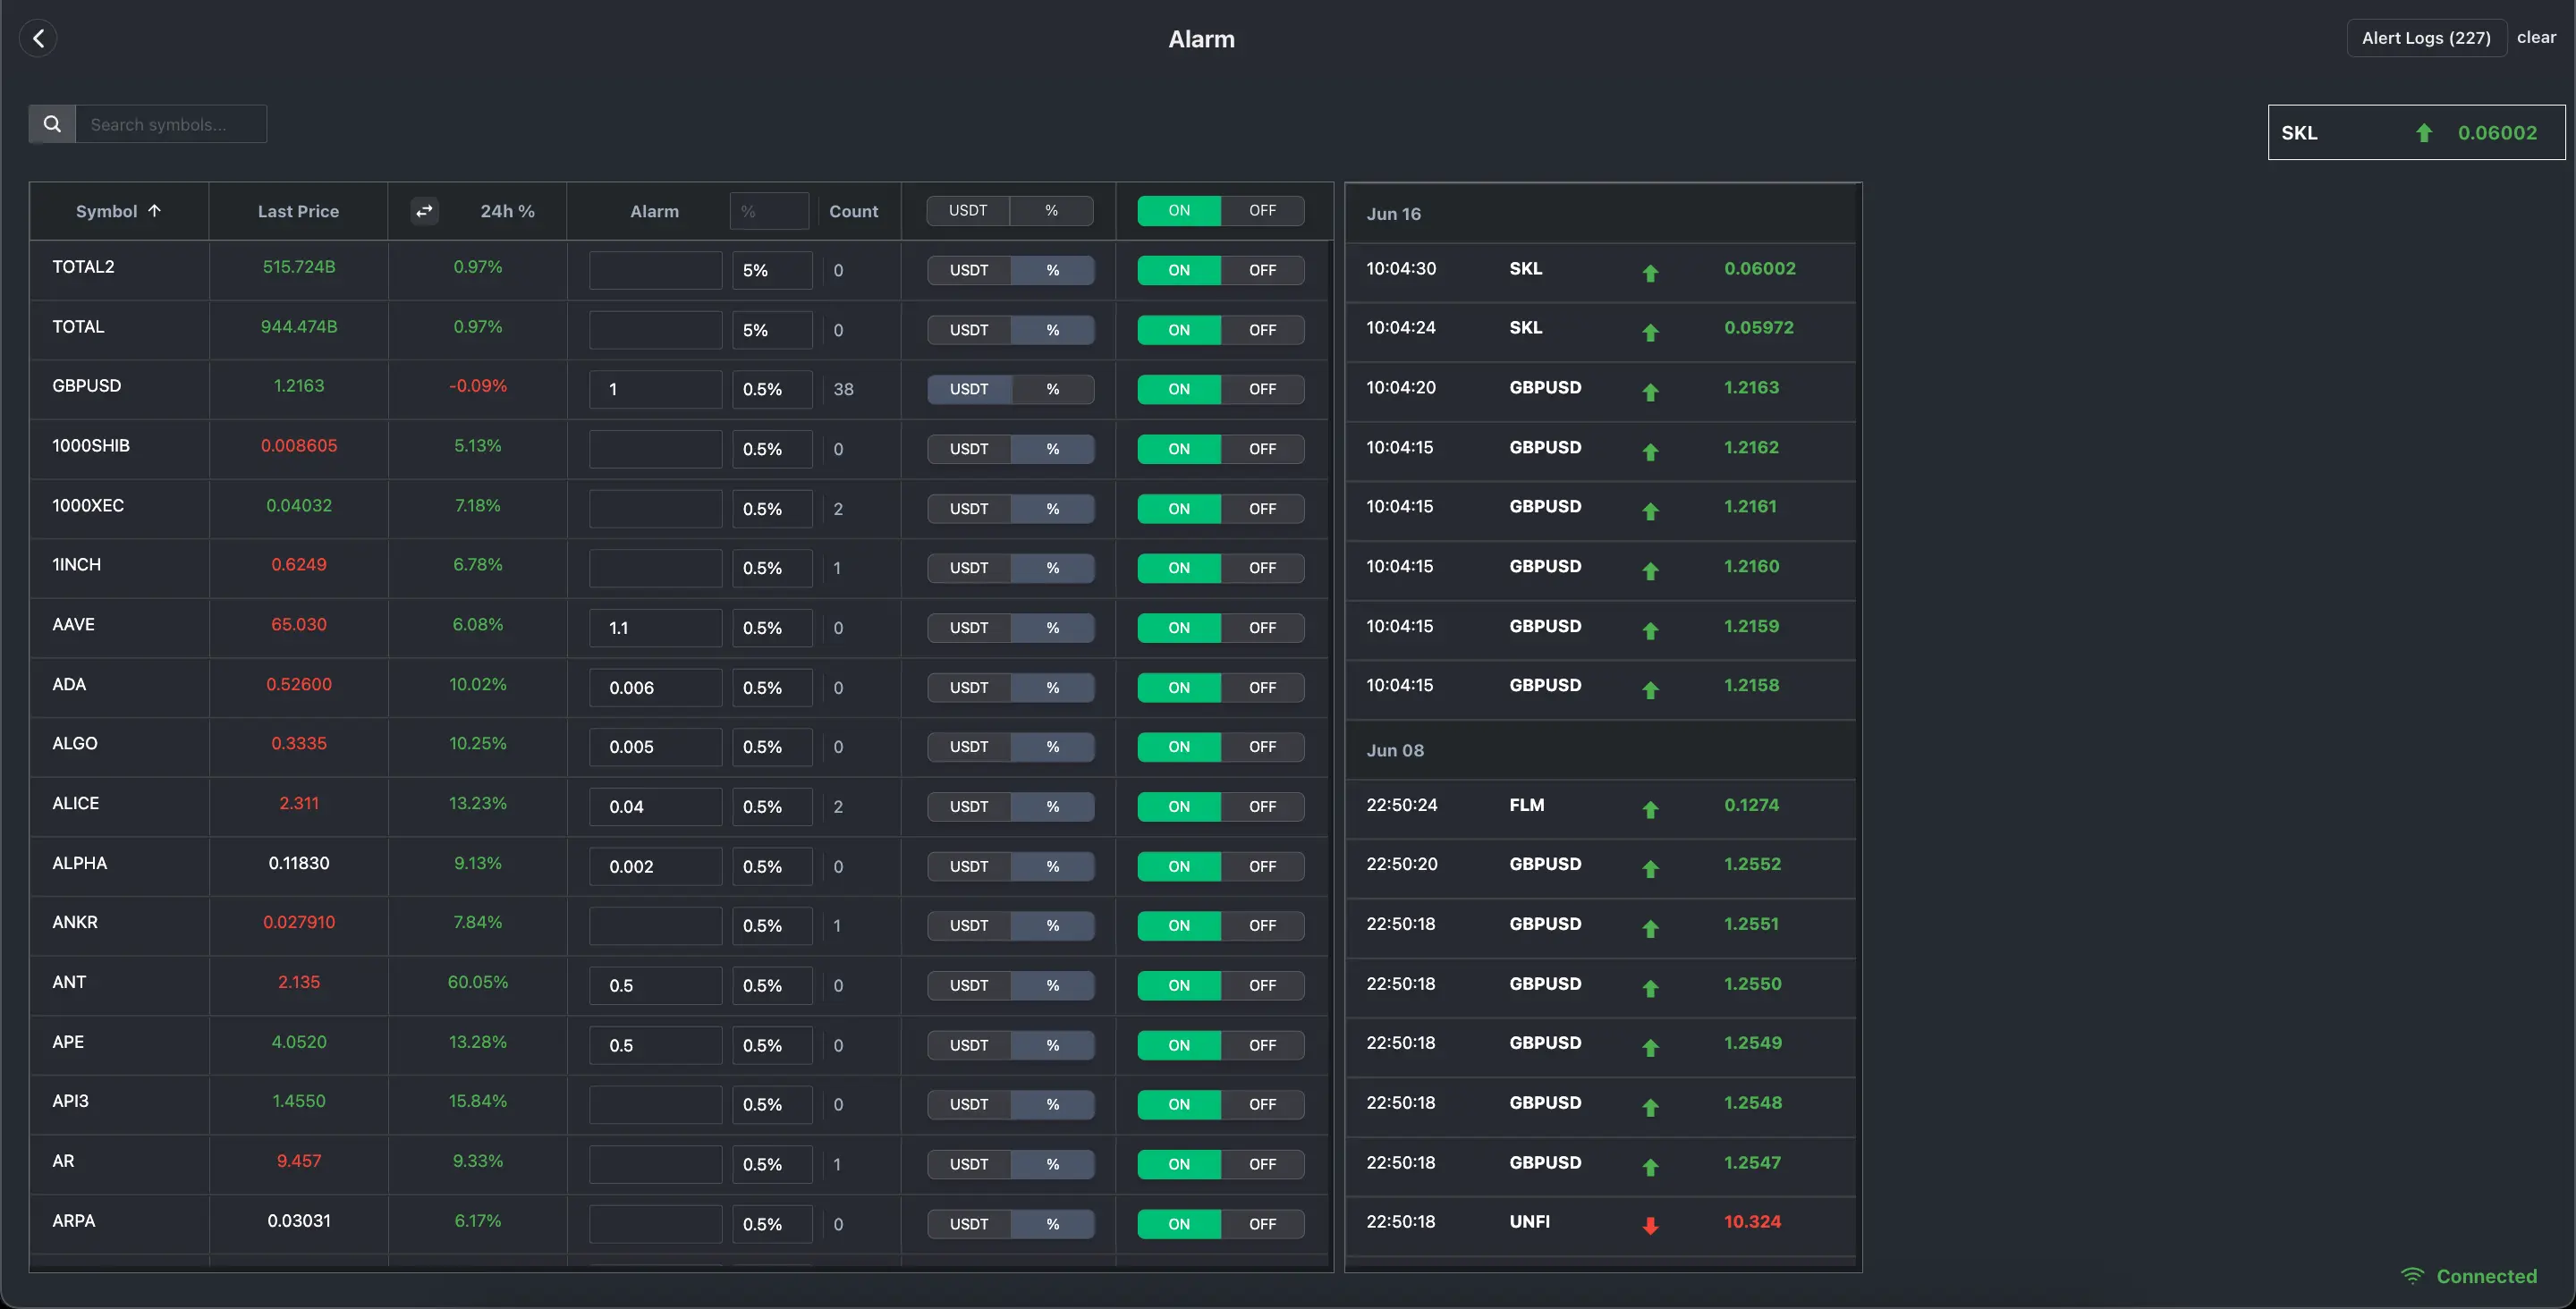 Alarm
Alert Logs (227) clear
Search symbols...
SKL 0.06002
Symbol Last Price 24h % Alarm % Count USDT % ON OFF
TOTAL2 515.724B 0.97% 5% 0 USDT % ON OFF
TOTAL 944.474B 0.97% 5% 0 USDT % ON OFF
GBPUSD 1.2163 -0.09% 1 0.5% 38 USDT % ON OFF
1000SHIB 0.008605 5.13% 0.5% 0 USDT % ON OFF
1000XEC 0.04032 7.18% 0.5% 2 USDT % ON OFF
1INCH 0.6249 6.78% 0.5% 1 USDT % ON OFF
AAVE 65.030 6.08% 1.1 0.5% 0 USDT % ON OFF
ADA 0.52600 10.02% 0.006 0.5% 0 USDT % ON OFF
ALGO 0.3335 10.25% 0.005 0.5% 0 USDT % ON OFF
ALICE 2.311 13.23% 0.04 0.5% 2 USDT % ON OFF
ALPHA 0.11830 9.13% 0.002 0.5% 0 USDT % ON OFF
ANKR 0.027910 7.84% 0.5% 1 USDT % ON OFF
ANT 2.135 60.05% 0.5 0.5% 0 USDT % ON OFF
APE 4.0520 13.28% 0.5 0.5% 0 USDT % ON OFF
API3 1.4550 15.84% 0.5% 0 USDT % ON OFF
AR 9.457 9.33% 0.5% 1 USDT % ON OFF
ARPA 0.03031 6.17% 0.5% 0 USDT % ON OFF
Jun 16
10:04:30 SKL 0.06002
10:04:24 SKL 0.05972
10:04:20 GBPUSD 1.2163
10:04:15 GBPUSD 1.2162
10:04:15 GBPUSD 1.2161
10:04:15 GBPUSD 1.2160
10:04:15 GBPUSD 1.2159
10:04:15 GBPUSD 1.2158
Jun 08
22:50:24 FLM 0.1274
22:50:20 GBPUSD 1.2552
22:50:18 GBPUSD 1.2551
22:50:18 GBPUSD 1.2550
22:50:18 GBPUSD 1.2549
22:50:18 GBPUSD 1.2548
22:50:18 GBPUSD 1.2547
22:50:18 UNFI 10.324
Connected